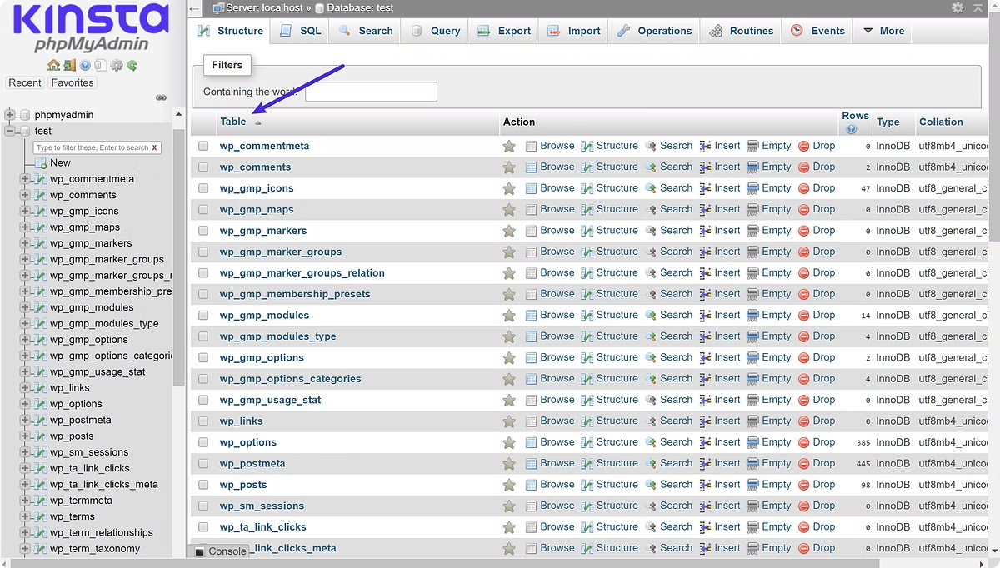 KINSTA
phpMyAdmin
Recent Favorites
phpmyadmin
test
Type to filter these, Enter to search X
New
wp_commentmeta
wp_comments
wp_gmp_icons
wp_gmp_maps
wp_gmp_markers
wp_gmp_marker_groups
wp_gmp_marker_groups_r
wp_gmp_membership_pre
wp_gmp_modules
wp_gmp_modules_type
wp_gmp_options
wp_gmp_options_categorie
wp_gmp_usage_stat
wp_links
wp_options
wp_postmeta
wp_posts
wp_sm_sessions
wp_ta_link_clicks
wp_ta_link_clicks_meta
wp_termmeta
wp_terms
wp_term_relationships
wp_term_taxonomy
Server: localhost » Database: test
Structure SQL Search Query Export Import Operations Routines Events More
Filters
Containing the word:
Table Action Rows Type Collation
wp_commentmeta Browse Structure Search Insert Empty Drop 0 InnoDB utf8mb4_unicod
wp_comments Browse Structure Search Insert Empty Drop 2 InnoDB utf8mb4_unicod
wp_gmp_icons Browse Structure Search Insert Empty Drop 47 InnoDB utf8_general_ci
wp_gmp_maps Browse Structure Search Insert Empty Drop 0 InnoDB utf8_general_ci
wp_gmp_markers Browse Structure Search Insert Empty Drop 0 InnoDB utf8_general_ci
wp_gmp_marker_groups Browse Structure Search Insert Empty Drop 0 InnoDB utf8_general_ci
wp_gmp_marker_groups_relation Browse Structure Search Insert Empty Drop 0 InnoDB utf8_general_ci
wp_gmp_membership_presets Browse Structure Search Insert Empty Drop 0 InnoDB utf8_general_ci
wp_gmp_modules Browse Structure Search Insert Empty Drop 14 InnoDB utf8_general_ci
wp_gmp_modules_type Browse Structure Search Insert Empty Drop 4 InnoDB utf8_general_ci
wp_gmp_options Browse Structure Search Insert Empty Drop 2 InnoDB utf8_general_ci
wp_gmp_options_categories Browse Structure Search Insert Empty Drop 4 InnoDB utf8_general_ci
wp_gmp_usage_stat Browse Structure Search Insert Empty Drop 0 InnoDB utf8_general_ci
wp_links Browse Structure Search Insert Empty Drop 0 InnoDB utf8mb4_unicod
wp_options Browse Structure Search Insert Empty Drop 385 InnoDB utf8mb4_unicod
wp_postmeta Browse Structure Search Insert Empty Drop 445 InnoDB utf8mb4_unicod
wp_posts Browse Structure Search Insert Empty Drop 98 InnoDB utf8mb4_unicod
wp_sm_sessions Browse Structure Search Insert Empty Drop 0 InnoDB utf8mb4_unicod
wp_ta_link_clicks Browse Structure Search Insert Empty Drop 0 InnoDB utf8mb4_unicod
_link_clicks_meta Browse Structure Search Insert Empty Drop 0 InnoDB utf8mb4_unicod
Console